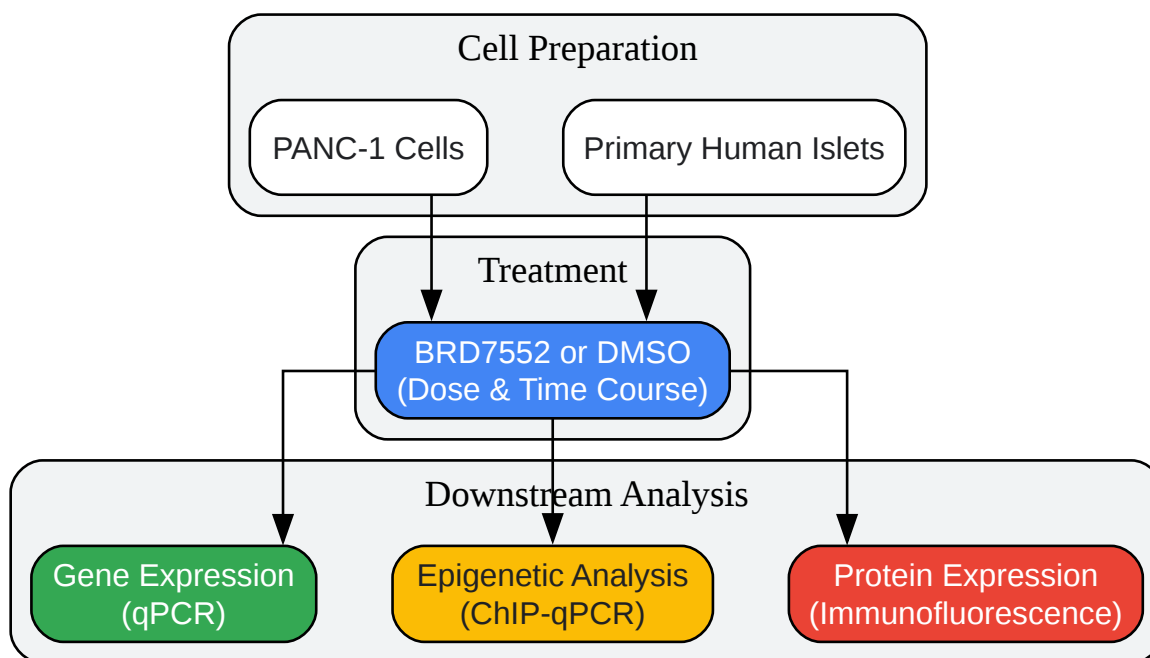 Cell Preparation
PANC-1 Cells
Primary Human Islets
Treatment
BRD7552 or DMSO
(Dose & Time Course)
Downstream Analysis
Gene Expression
(qPCR)
Epigenetic Analysis
(ChIP-qPCR)
Protein Expression
(Immunofluorescence)